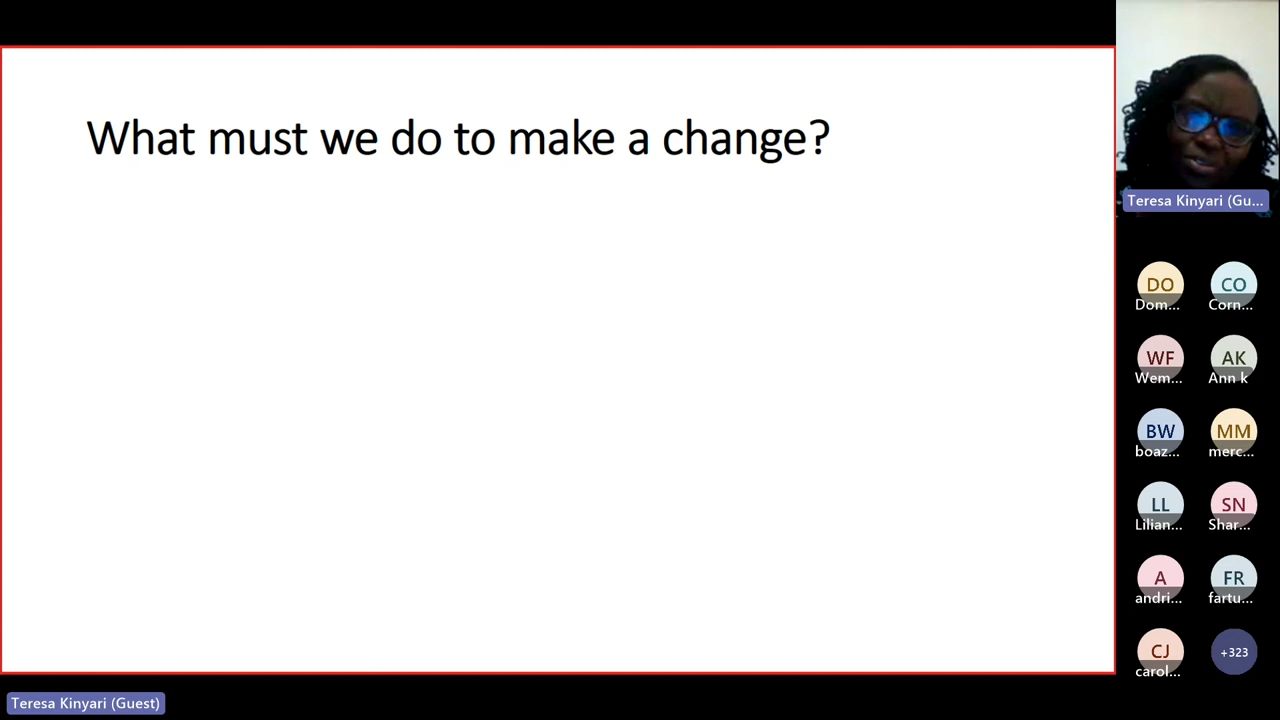 What must we do to make a change?
Teresa Kinyari (Gu...
DO
CO
Dom...
Corn...
WF
AK
Wem...
Ann k
BW
MM
boaz...
merc...
LL
SN
Lilian...
Shar...
A
FR
andri...
fartu...
CJ
+323
carol...
Teresa Kinyari (Guest)